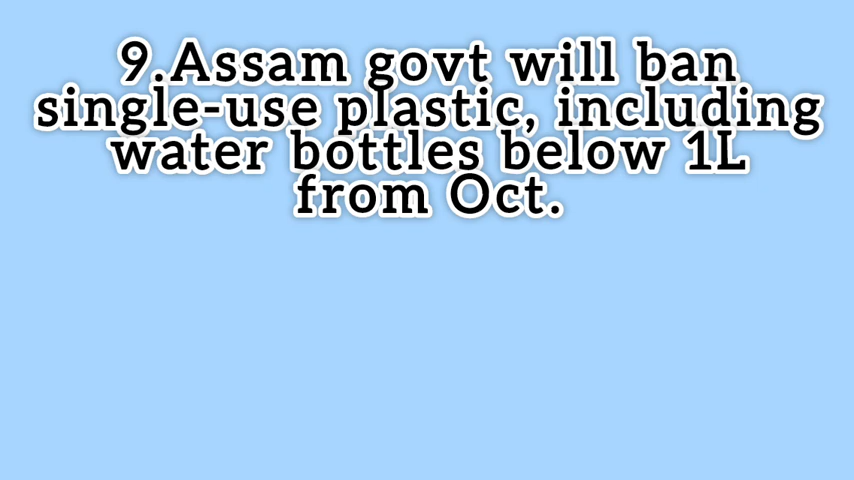 9.Assam govt will ban
single-use plastic, including
water bottles below 1L
from Oct.